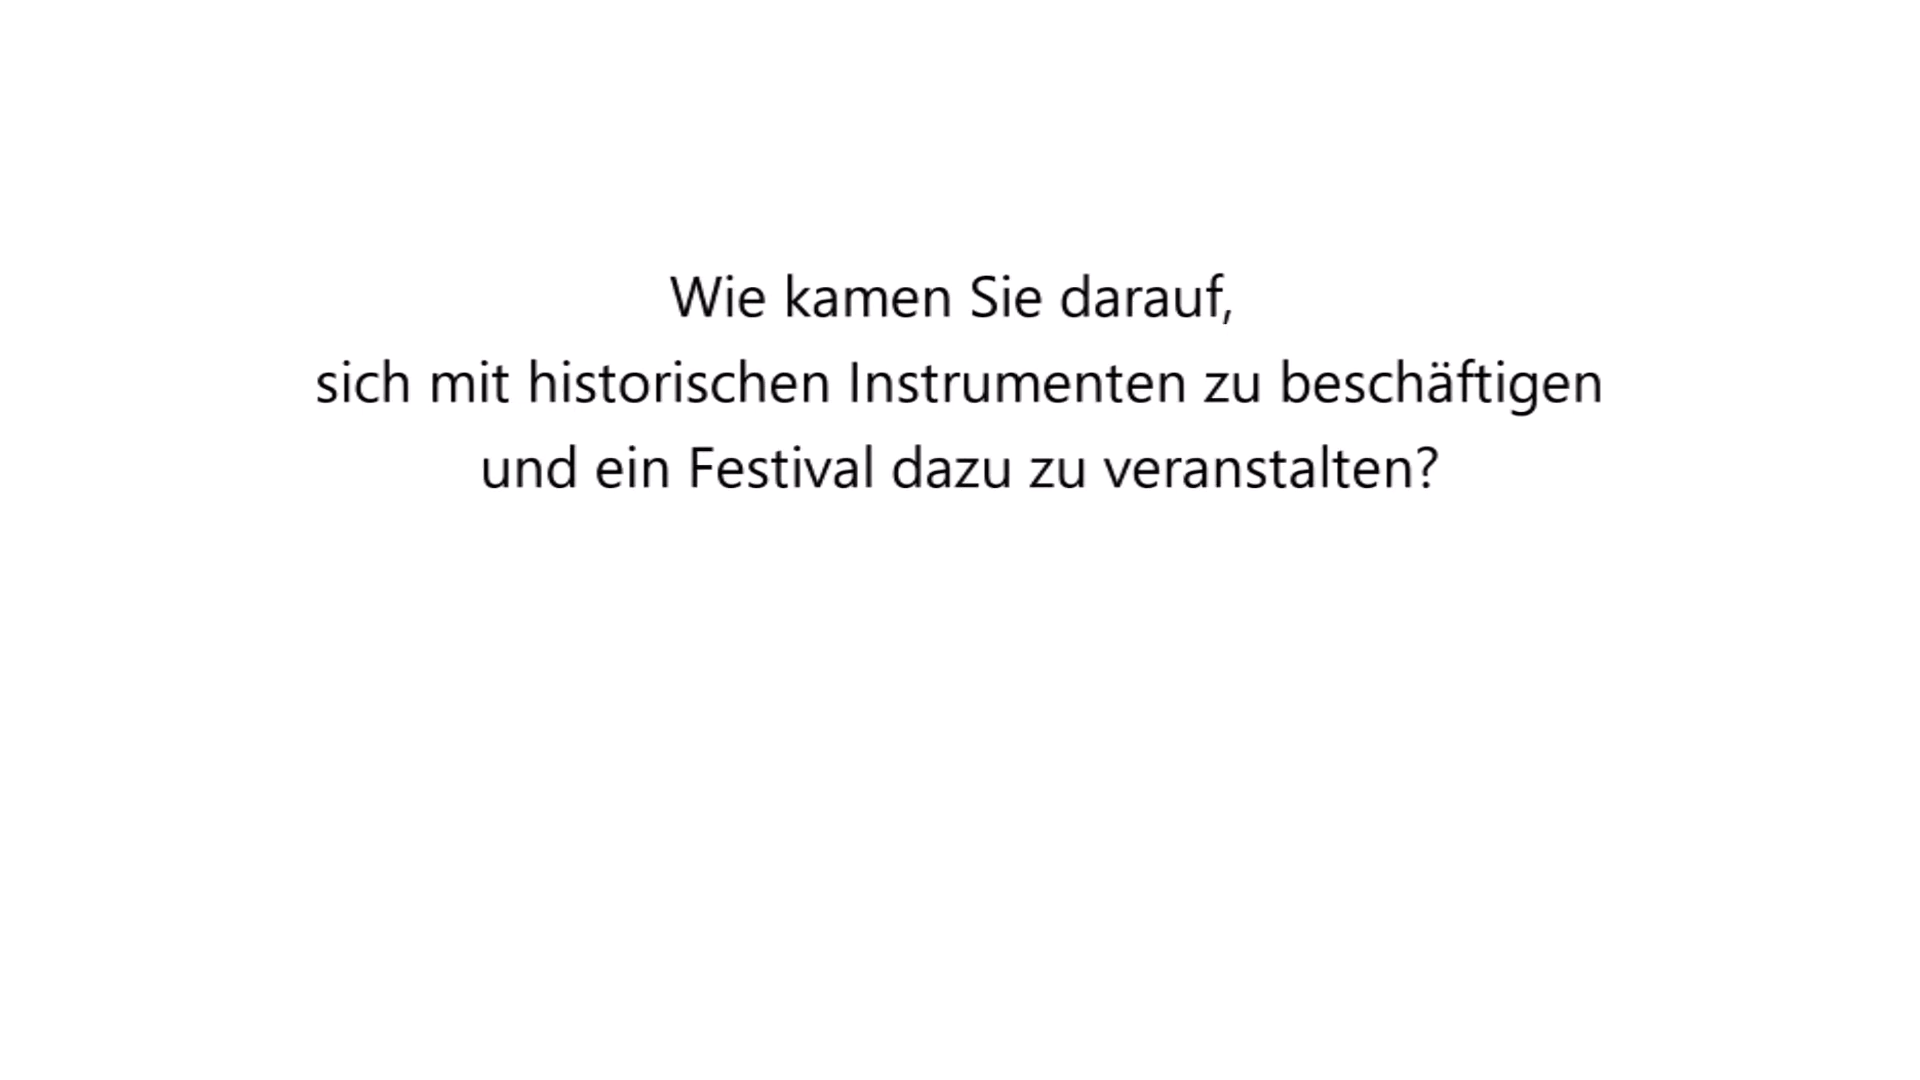 Wie kamen Sie darauf,
sich mit historischen Instrumenten zu beschäftigen
und ein Festival dazu zu veranstalten?